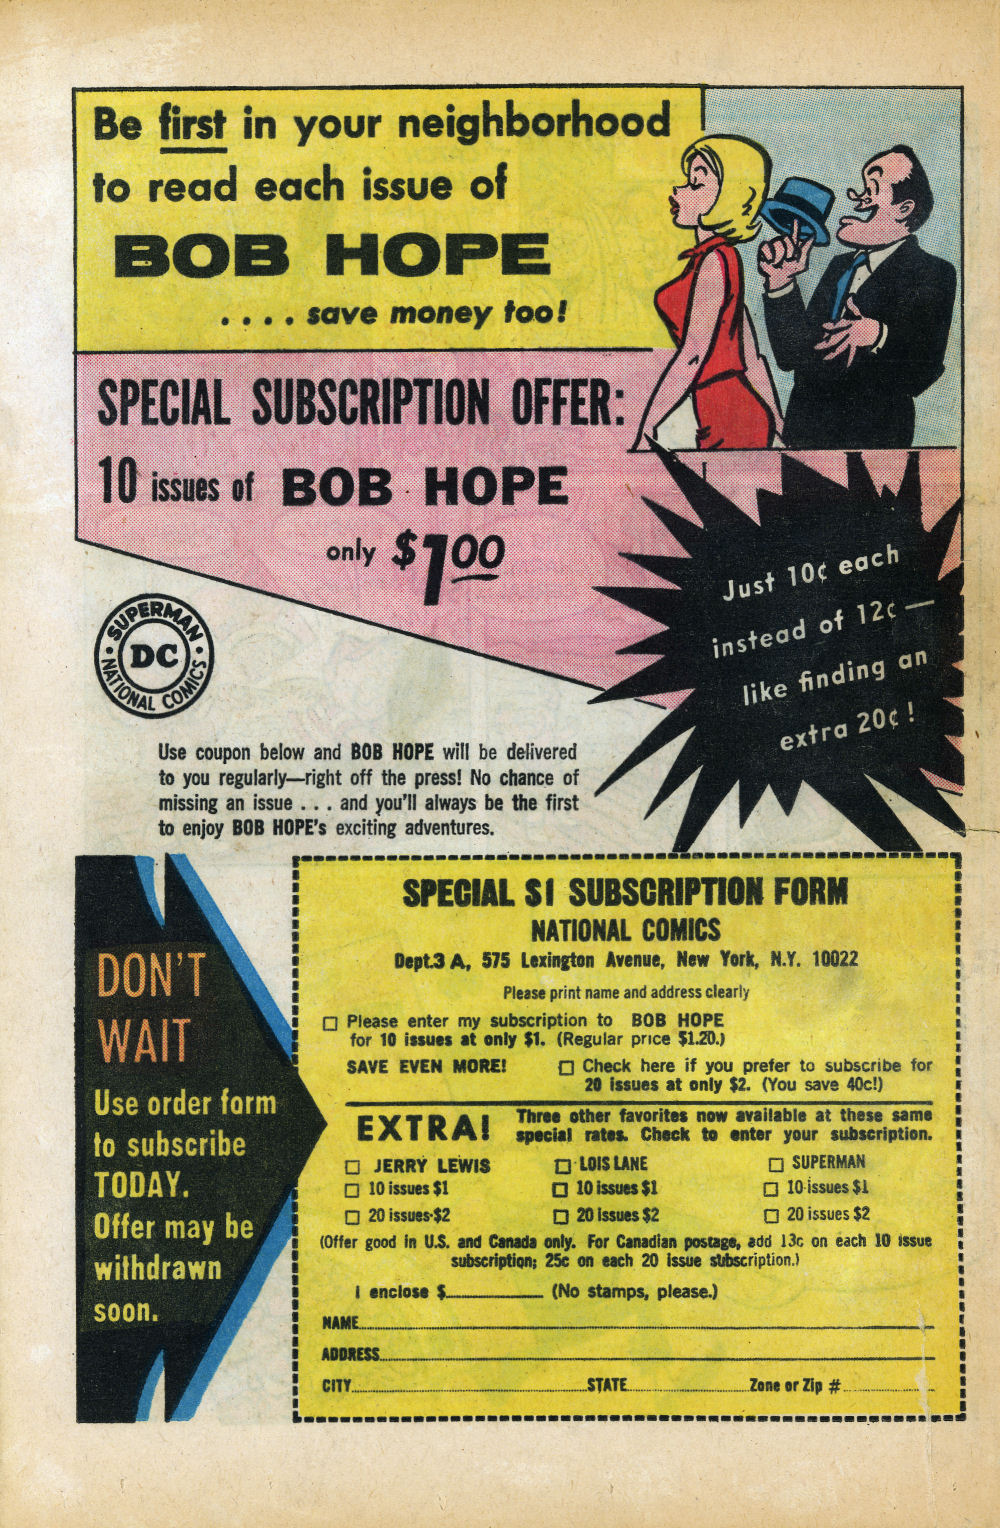 Be first in your neighborhood
to read each issue of
BOB HOPE
. . . . save money too!
SPECIAL SUBSCRIPTION OFFER:
10 issues of BOB HOPE
only $1.00
Just 10¢ each
instead of 12¢ —
like finding an
extra 20¢ !
SUPERMAN
DC
NATIONAL COMICS
Use coupon below and BOB HOPE will be delivered
to you regularly—right off the press! No chance of
missing an issue . . . and you'll always be the first
to enjoy BOB HOPE's exciting adventures.
DON'T
WAIT
Use order form
to subscribe
TODAY.
Offer may be
withdrawn
soon.
SPECIAL $1 SUBSCRIPTION FORM
NATIONAL COMICS
Dept.3 A, 575 Lexington Avenue, New York, N.Y. 10022
Please print name and address clearly
Please enter my subscription to BOB HOPE
for 10 issues at only $1. (Regular price $1.20.)
SAVE EVEN MORE! Check here if you prefer to subscribe for
20 issues at only $2. (You save 40c!)
EXTRA! Three other favorites now available at these same
special rates. Check to enter your subscription.
JERRY LEWIS LOIS LANE SUPERMAN
10 issues $1 10 issues $1 10 issues $1
20 issues $2 20 issues $2 20 issues $2
(Offer good in U.S. and Canada only. For Canadian postage, add 13c on each 10 issue
subscription; 25c on each 20 issue subscription.)
I enclose $ (No stamps, please.)
NAME
ADDRESS
CITY STATE Zone or Zip #